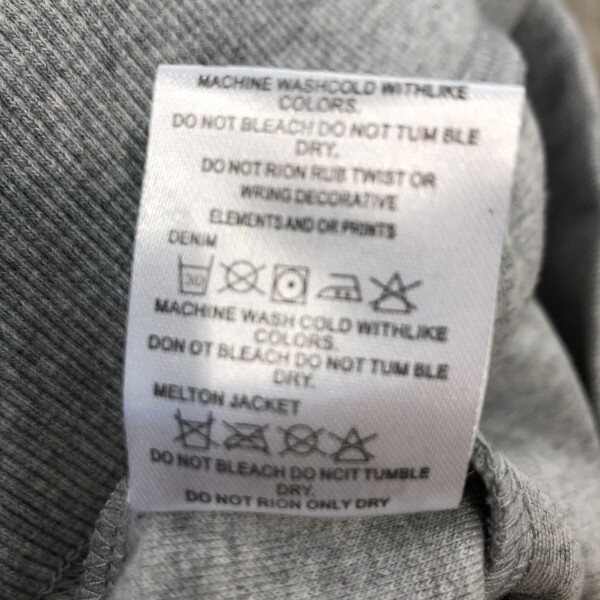 MACHINE WASHCOLD WITHLIKE
COLORS.
DO NOT BLEACH DO NOT TUM BLE
DRY.
DO NOT RION RUB TWIST OR
WRING DECORATIVE
ELEMENTS AND OR PRINTS
DENIM
30
MACHINE WASH COLD WITHLIKE
COLORS.
DON OT BLEACH DO NOT TUM BLE
DRY.
MELTON JACKET
DO NOT BLEACH DO NCIT TUMBLE
DRY.
DO NOT RION ONLY DRY